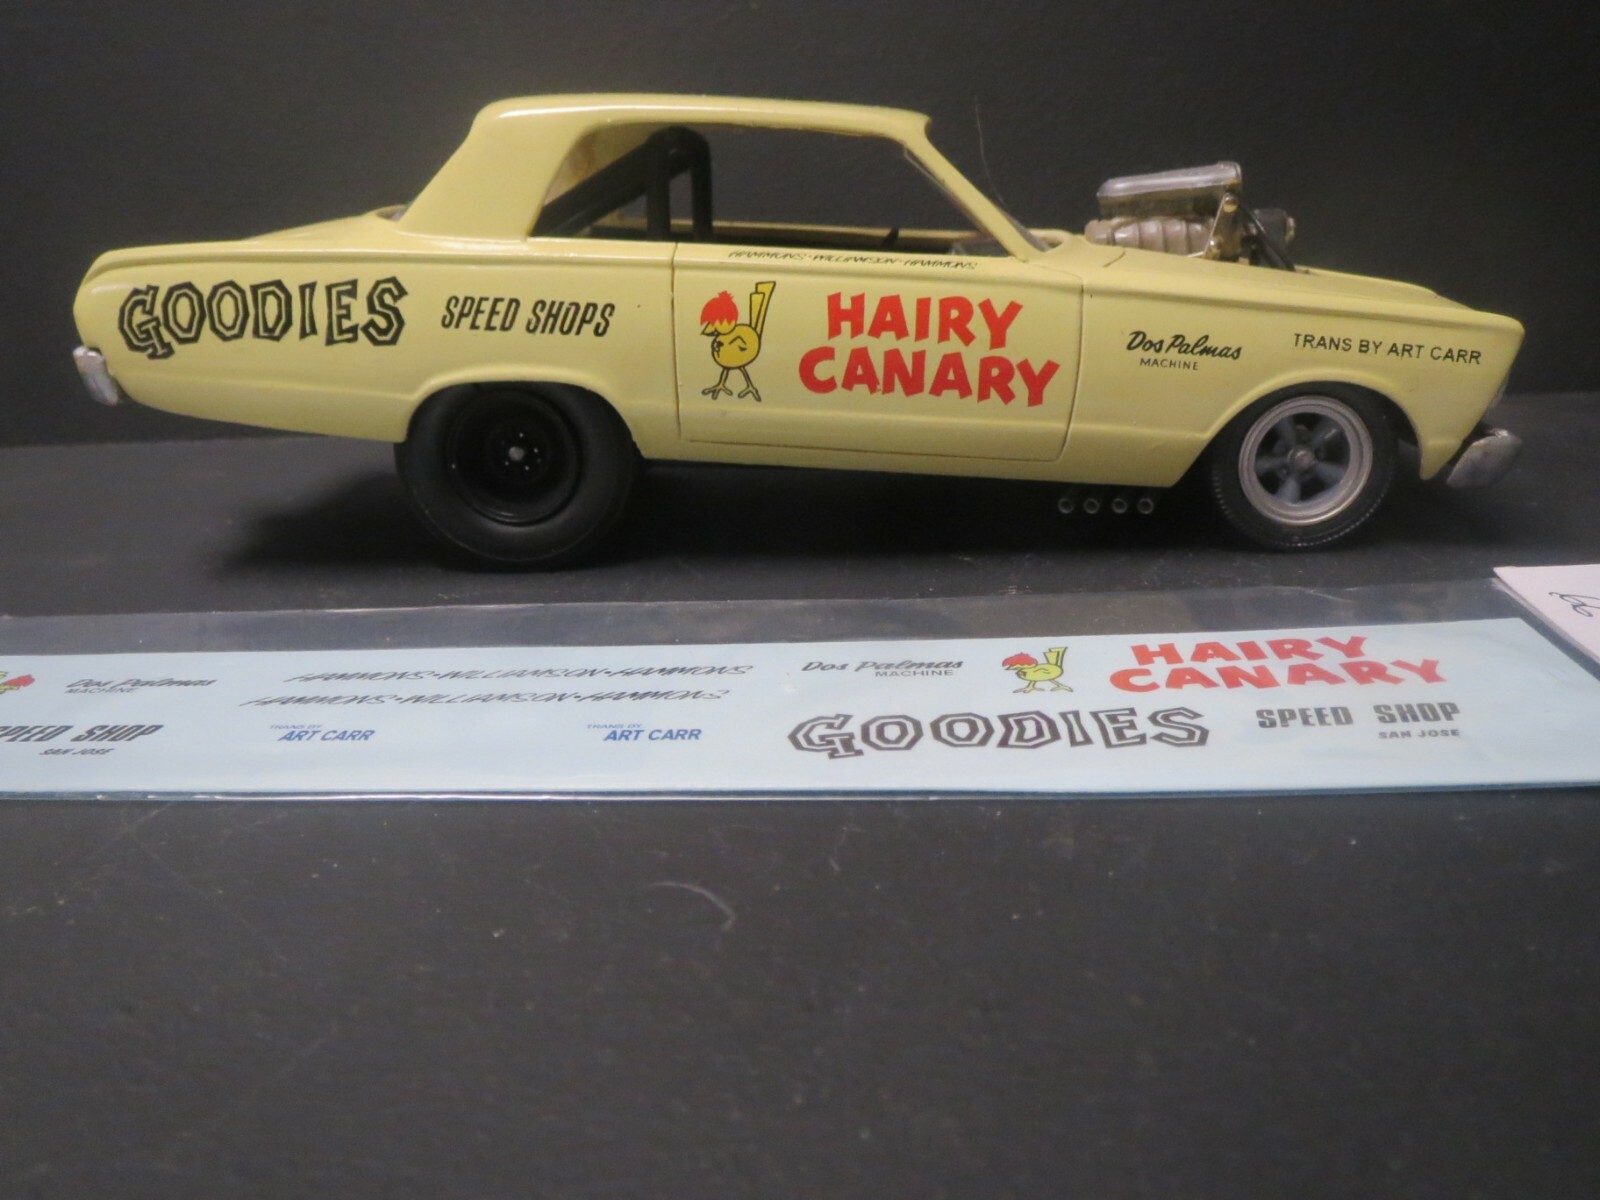 HAMMONS · WILLIAMSON · HAMMONS
GOODIES
SPEED SHOPS
HAIRY
CANARY
Dos Palmas
MACHINE
TRANS BY ART CARR
Dos Palmas
MACHINE
HAMMONS · WILLIAMSON · HAMMONS
HAMMONS · WILLIAMSON · HAMMONS
SPEED SHOP
SAN JOSE
TRANS BY
ART CARR
TRANS BY
ART CARR
Dos Palmas
MACHINE
HAIRY
CANARY
GOODIES
SPEED SHOP
SAN JOSE